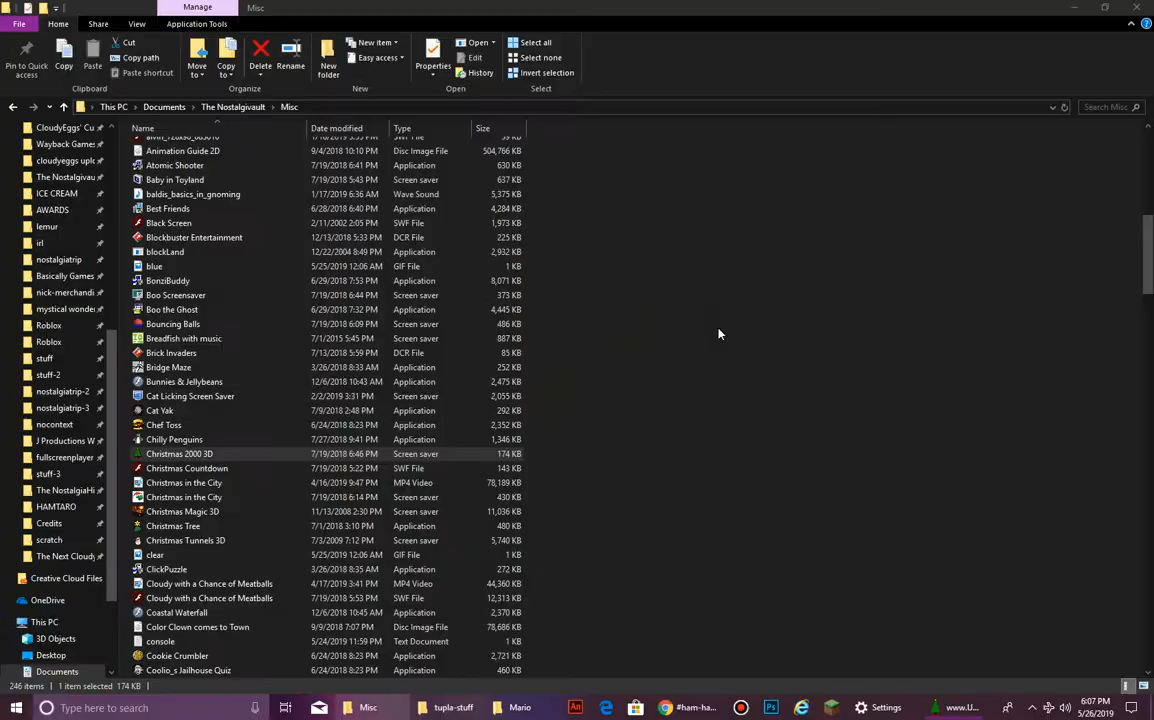 Manage Misc
File Home Share View Application Tools
Pin to Quick access
Copy
Paste
Cut
Copy path
Paste shortcut
Clipboard
Move to
Copy to
Delete
Rename
Organize
New folder
New item
Easy access
New
Properties
Open
Edit
History
Open
Select all
Select none
Invert selection
Select
This PC > Documents > The Nostalgivault > Misc
Search Misc
CloudyEggs' Cu
Wayback Games
cloudyeggs uplo
The Nostalgivau
ICE CREAM
AWARDS
lemur
irl
nostalgiatrip
Basically Games
nick-merchandi
mystical wonde
Roblox
Roblox
stuff
stuff-2
nostalgiatrip-2
nostalgiatrip-3
nocontext
J Productions W
fullscreenplayer
stuff-3
The NostalgiaHi
HAMTARO
Credits
scratch
The Next Cloudy
Creative Cloud Files
OneDrive
This PC
3D Objects
Desktop
Documents
Name Date modified Type Size
Animation Guide 2D 9/4/2018 10:10 PM Disc Image File 504,766 KB
Atomic Shooter 7/19/2018 6:41 PM Application 630 KB
Baby in Toyland 7/19/2018 5:43 PM Screen saver 637 KB
baldis_basics_in_gnoming 1/17/2019 6:36 AM Wave Sound 5,375 KB
Best Friends 6/28/2018 6:40 PM Application 4,284 KB
Black Screen 2/11/2002 2:05 PM SWF File 1,973 KB
Blockbuster Entertainment 12/13/2018 5:33 PM DCR File 225 KB
blockLand 12/22/2004 8:49 PM Application 2,932 KB
blue 5/25/2019 12:06 AM GIF File 1 KB
BonziBuddy 6/29/2018 7:53 PM Application 8,071 KB
Boo Screensaver 7/19/2018 6:44 PM Screen saver 373 KB
Boo the Ghost 6/29/2018 7:32 PM Application 4,445 KB
Bouncing Balls 7/19/2018 6:09 PM Screen saver 486 KB
Breadfish with music 7/1/2015 5:45 PM Screen saver 887 KB
Brick Invaders 7/13/2018 5:59 PM DCR File 85 KB
Bridge Maze 3/26/2018 8:33 AM Application 252 KB
Bunnies & Jellybeans 12/6/2018 10:43 AM Application 2,475 KB
Cat Licking Screen Saver 2/2/2019 3:31 PM Screen saver 2,055 KB
Cat Yak 7/9/2018 2:48 PM Application 292 KB
Chef Toss 6/24/2018 8:23 PM Application 2,352 KB
Chilly Penguins 7/27/2018 9:41 PM Application 1,346 KB
Christmas 2000 3D 7/19/2018 6:46 PM Screen saver 174 KB
Christmas Countdown 7/19/2018 5:22 PM SWF File 143 KB
Christmas in the City 4/16/2019 9:47 PM MP4 Video 78,189 KB
Christmas in the City 7/19/2018 6:14 PM Screen saver 430 KB
Christmas Magic 3D 11/13/2008 2:30 PM Screen saver 11,036 KB
Christmas Tree 7/1/2018 3:10 PM Application 480 KB
Christmas Tunnels 3D 7/3/2009 7:12 PM Screen saver 5,740 KB
clear 5/25/2019 12:06 AM GIF File 1 KB
ClickPuzzle 3/26/2018 8:35 AM Application 272 KB
Cloudy with a Chance of Meatballs 4/17/2019 3:41 PM MP4 Video 44,360 KB
Cloudy with a Chance of Meatballs 7/19/2018 5:53 PM SWF File 12,313 KB
Coastal Waterfall 12/6/2018 10:45 AM Application 2,370 KB
Color Clown comes to Town 9/9/2018 7:07 PM Disc Image File 78,686 KB
console 5/24/2019 11:59 PM Text Document 1 KB
Cookie Crumbler 6/24/2018 8:23 PM Application 2,721 KB
Coolio_s Jailhouse Quiz 6/24/2018 8:23 PM Application 460 KB
246 items 1 item selected 174 KB
Type here to search
Misc
tupla-stuff
Mario
#ham-ha...
Settings
www.U...
6:07 PM
5/26/2019